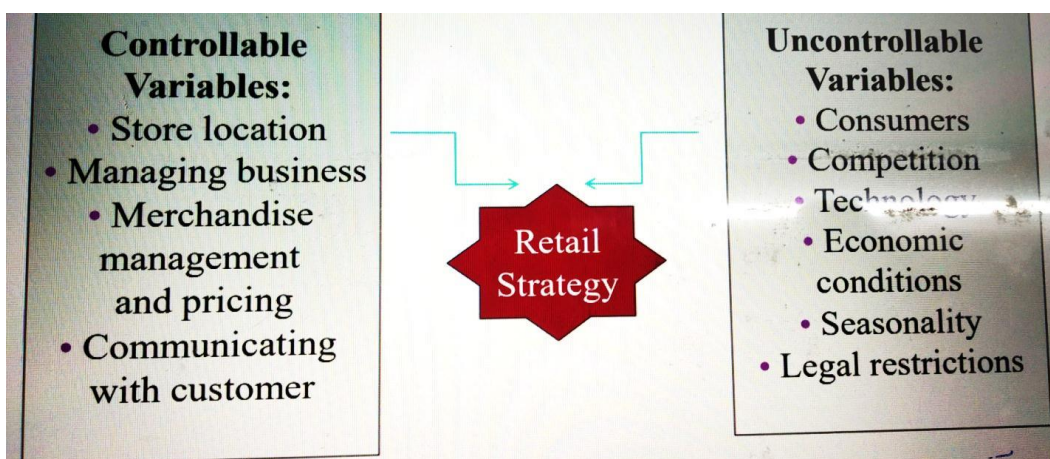 Controllable
Variables:
• Store location
• Managing business
• Merchandise
management
and pricing
• Communicating
with customer
Retail
Strategy
Uncontrollable
Variables:
• Consumers
• Competition
• Technology
• Economic
conditions
• Seasonality
• Legal restrictions